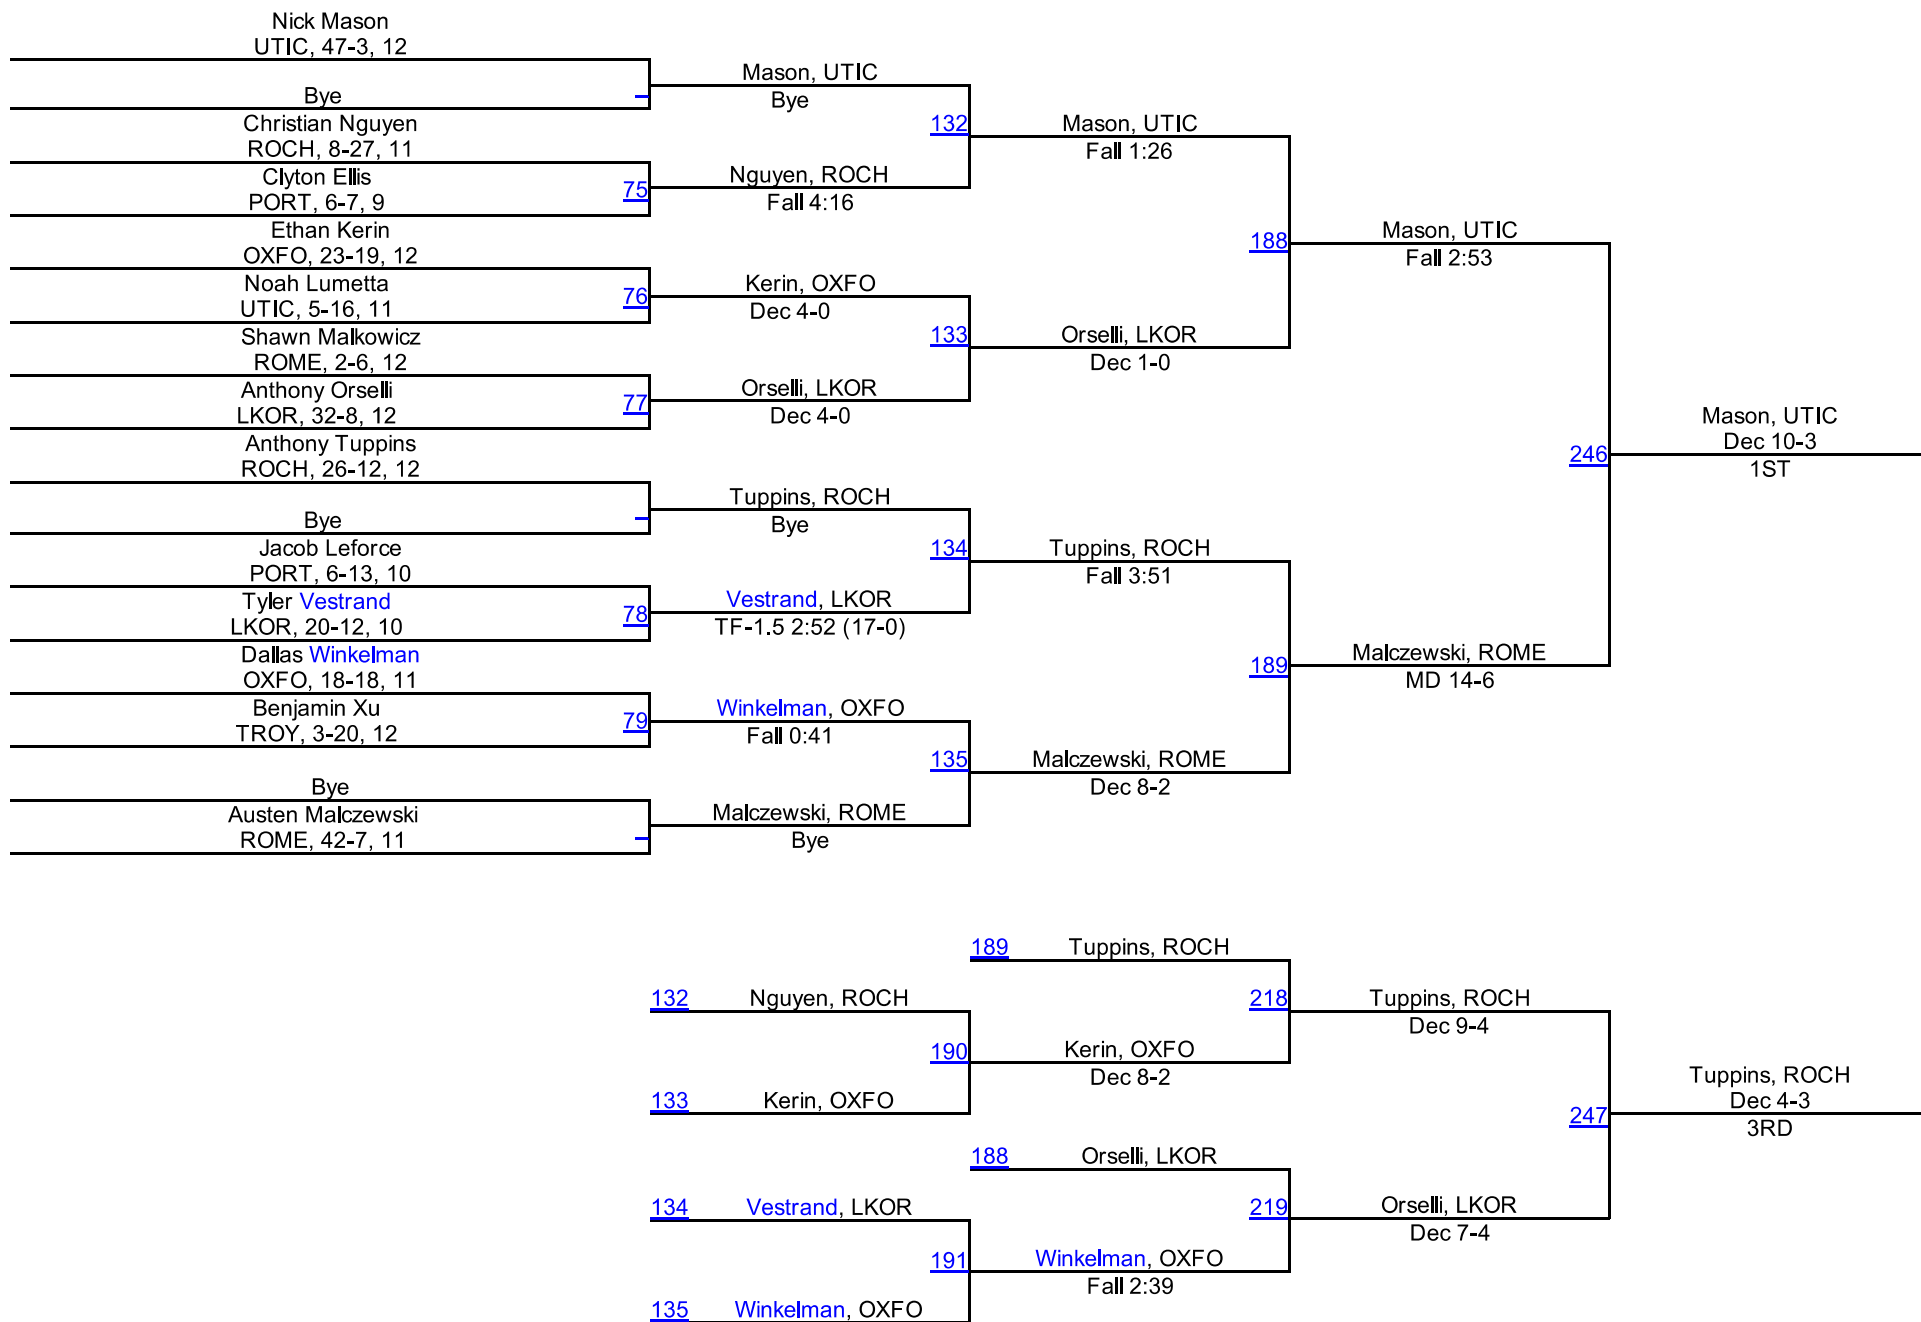 Nick Mason
UTIC, 47-3, 12
Bye
Christian Nguyen
ROCH, 8-27, 11
Clyton Ellis
PORT, 6-7, 9
Ethan Kerin
OXFO, 23-19, 12
Noah Lumetta
UTIC, 5-16, 11
Shawn Malkowicz
ROME, 2-6, 12
Anthony Orselli
LKOR, 32-8, 12
Anthony Tuppins
ROCH, 26-12, 12
Bye
Jacob Leforce
PORT, 6-13, 10
Tyler Vestrand
LKOR, 20-12, 10
Dallas Winkelman
OXFO, 18-18, 11
Benjamin Xu
TROY, 3-20, 12
Bye
Austen Malczewski
ROME, 42-7, 11
75
76
77
78
79
Mason, UTIC
Bye
Nguyen, ROCH
Fall 4:16
Kerin, OXFO
Dec 4-0
Orselli, LKOR
Dec 4-0
Tuppins, ROCH
Bye
Vestrand, LKOR
TF-1.5 2:52 (17-0)
Winkelman, OXFO
Fall 0:41
Malczewski, ROME
Bye
132
133
134
135
Mason, UTIC
Fall 1:26
Orselli, LKOR
Dec 1-0
Tuppins, ROCH
Fall 3:51
Malczewski, ROME
Dec 8-2
188
189
Mason, UTIC
Fall 2:53
Malczewski, ROME
MD 14-6
246
Mason, UTIC
Dec 10-3
1ST
132 Nguyen, ROCH
133 Kerin, OXFO
134 Vestrand, LKOR
135 Winkelman, OXFO
190
191
189 Tuppins, ROCH
Kerin, OXFO
Dec 8-2
188 Orselli, LKOR
Winkelman, OXFO
Fall 2:39
218
219
Tuppins, ROCH
Dec 9-4
Orselli, LKOR
Dec 7-4
247
Tuppins, ROCH
Dec 4-3
3RD